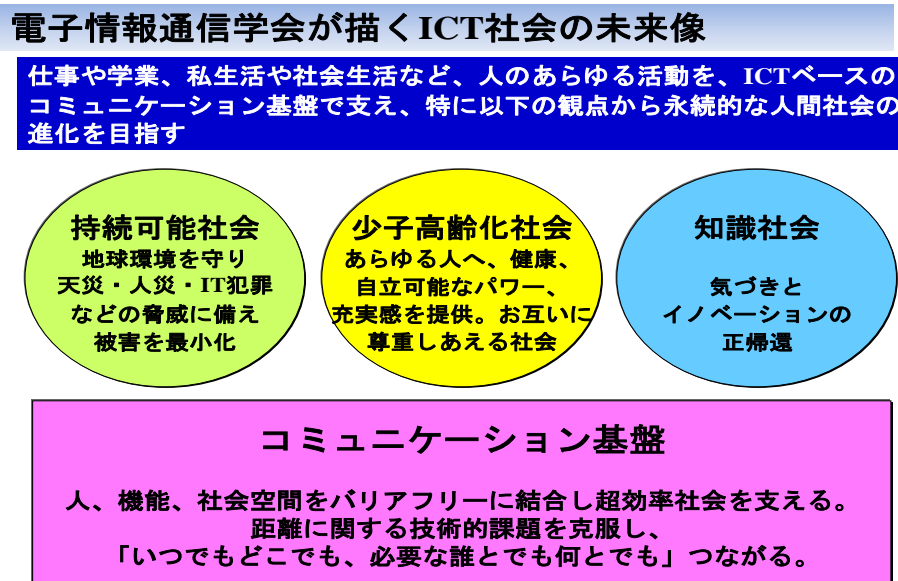 電子情報通信学会が描くICT社会の未来像
仕事や学業、私生活や社会生活など、人のあらゆる活動を、ICTベースの
コミュニケーション基盤で支え、特に以下の観点から永続的な人間社会の
進化を目指す
持続可能社会
地球環境を守り
天災・人災・IT犯罪
などの脅威に備え
被害を最小化
少子高齢化社会
あらゆる人へ、健康、
自立可能なパワー、
充実感を提供。お互いに
尊重しあえる社会
知識社会
気づきと
イノベーションの
正帰還
コミュニケーション基盤
人、機能、社会空間をバリアフリーに結合し超効率社会を支える。
距離に関する技術的課題を克服し、
「いつでもどこでも、必要な誰とでも何とでも」つながる。